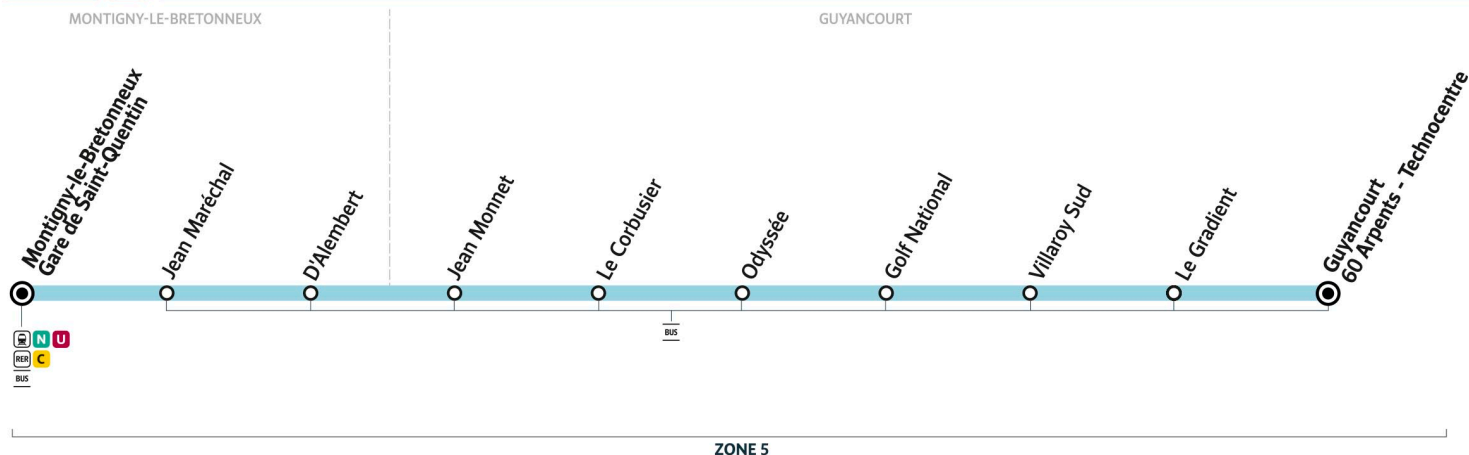 MONTIGNY-LE-BRETONNEUX
GUYANCOURT
Montigny-le-Bretonneux
Gare de Saint-Quentin
Jean Maréchal
D'Alembert
Jean Monnet
Le Corbusier
Odyssée
Golf National
Villaroy Sud
Le Gradient
Guyancourt
60 Arpents - Technocentre
N U
RER C
BUS
BUS
ZONE 5